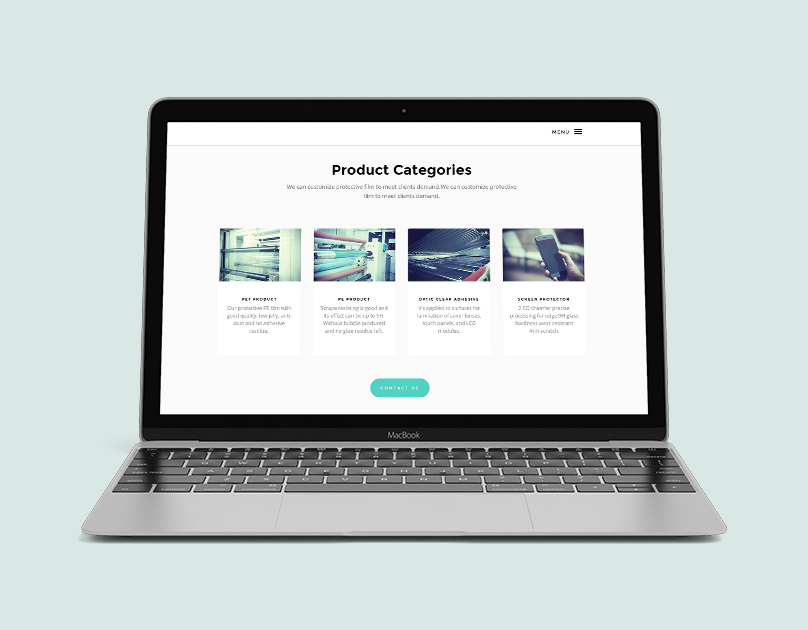 MENU
Product Categories
We can customize protective film to meet clients demand.We can customize protective
film to meet clients demand.
PET PRODUCT
Our protective PE film with
good quality, few jelly, anti-
dust and no adhesive
residue.
PE PRODUCT
Scrape resisting is good and
its effect can be up to 9H.
Without bubble produced
and no glue residue left.
OPTIC CLEAR ADHESIVE
It's applied to surfaces for
lamination of cover lenses,
touch panels, and LCD
modules.
SCREEN PROTECTOR
2.5D chamfer precise
processing for edge.9H glass
hardness wear resistant
Anti-scratch.
CONTACT US
MacBook